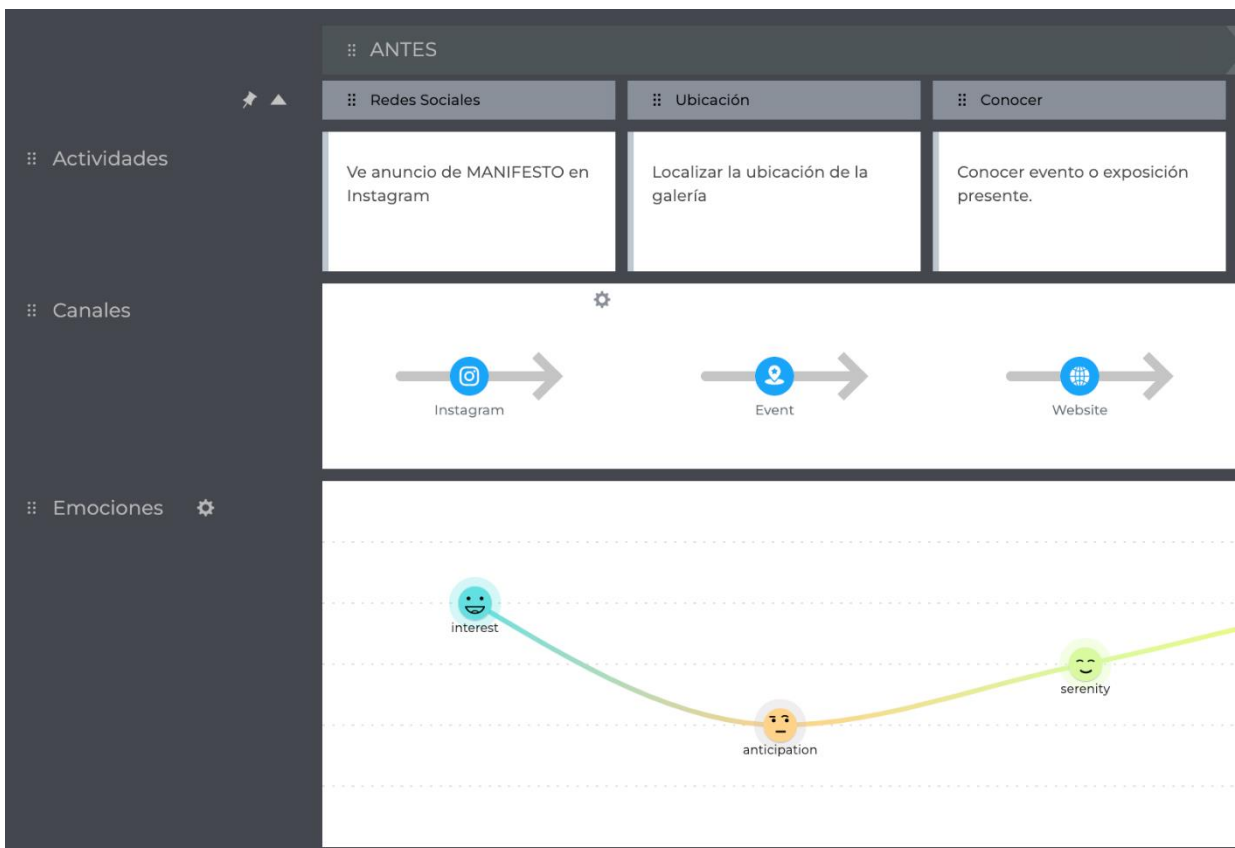 ANTES
Redes Sociales
Ubicación
Conocer
Actividades
Ve anuncio de MANIFESTO en
Instagram
Localizar la ubicación de la
galería
Conocer evento o exposición
presente.
Canales
Instagram
Event
Website
Emociones
interest
anticipation
serenity